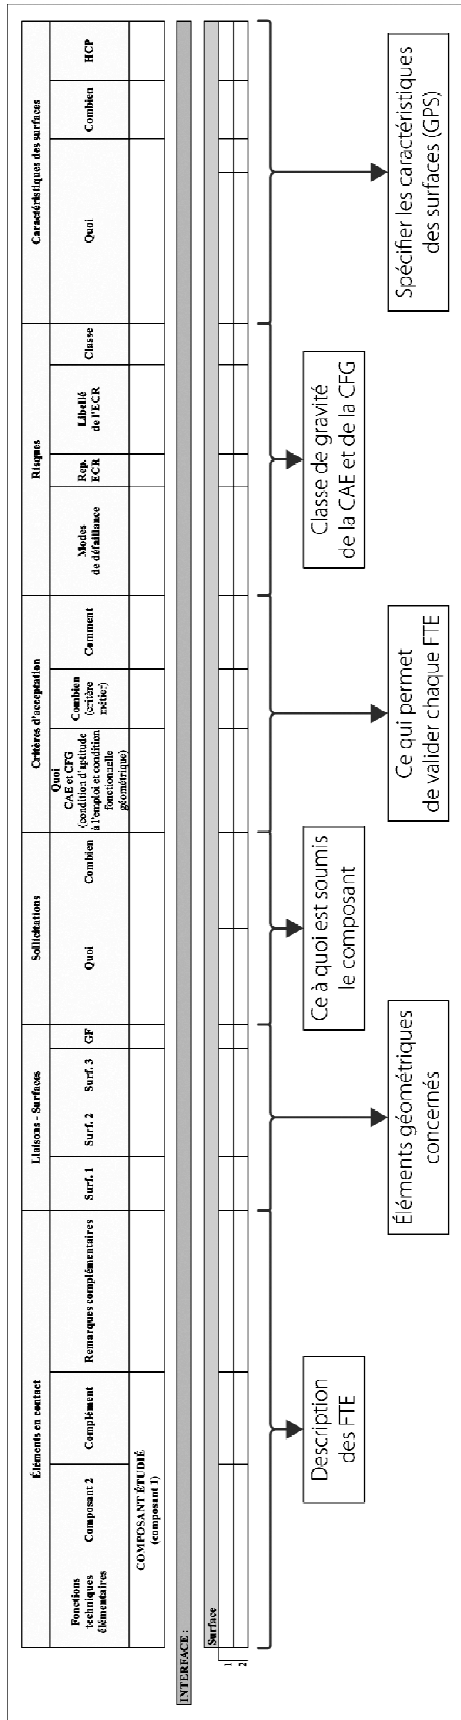 Éléments en contact
Liaisons - Surfaces
Sollicitations
Critères d'acceptation
Risques
Caractéristiques des surfaces
Fonctions
techniques
élémentaires
Composant 2
Complément
Remarques complémentaires
Surf. 1
Surf. 2
Surf. 3
GF
Quoi
Combien
Quoi
CAE et CFG
(condition d'aptitude
à l'emploi et condition
fonctionnelle
géométrique)
Combien
(critère
métier)
Comment
Modes
de défaillance
Rep.
ECR
Libellé
de l'ECR
Classe
Quoi
Combien
HCP
COMPOSANT ÉTUDIÉ
(composant 1)
INTERFACE :
Surface
1
2
Description
des FTE
Éléments géométriques
concernés
Ce à quoi est soumis
le composant
Ce qui permet
de valider chaque FTE
Classe de gravité
de la CAE et de la CFG
Spécifier les caractéristiques
des surfaces (GPS)